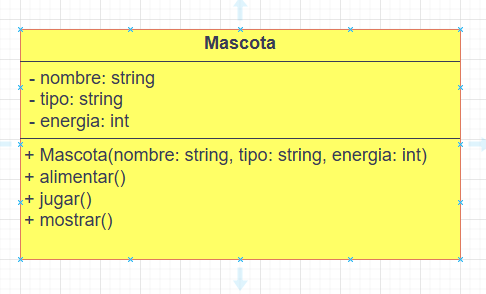 Mascota
- nombre: string
- tipo: string
- energia: int
+ Mascota(nombre: string, tipo: string, energia: int)
+ alimentar()
+ jugar()
+ mostrar()